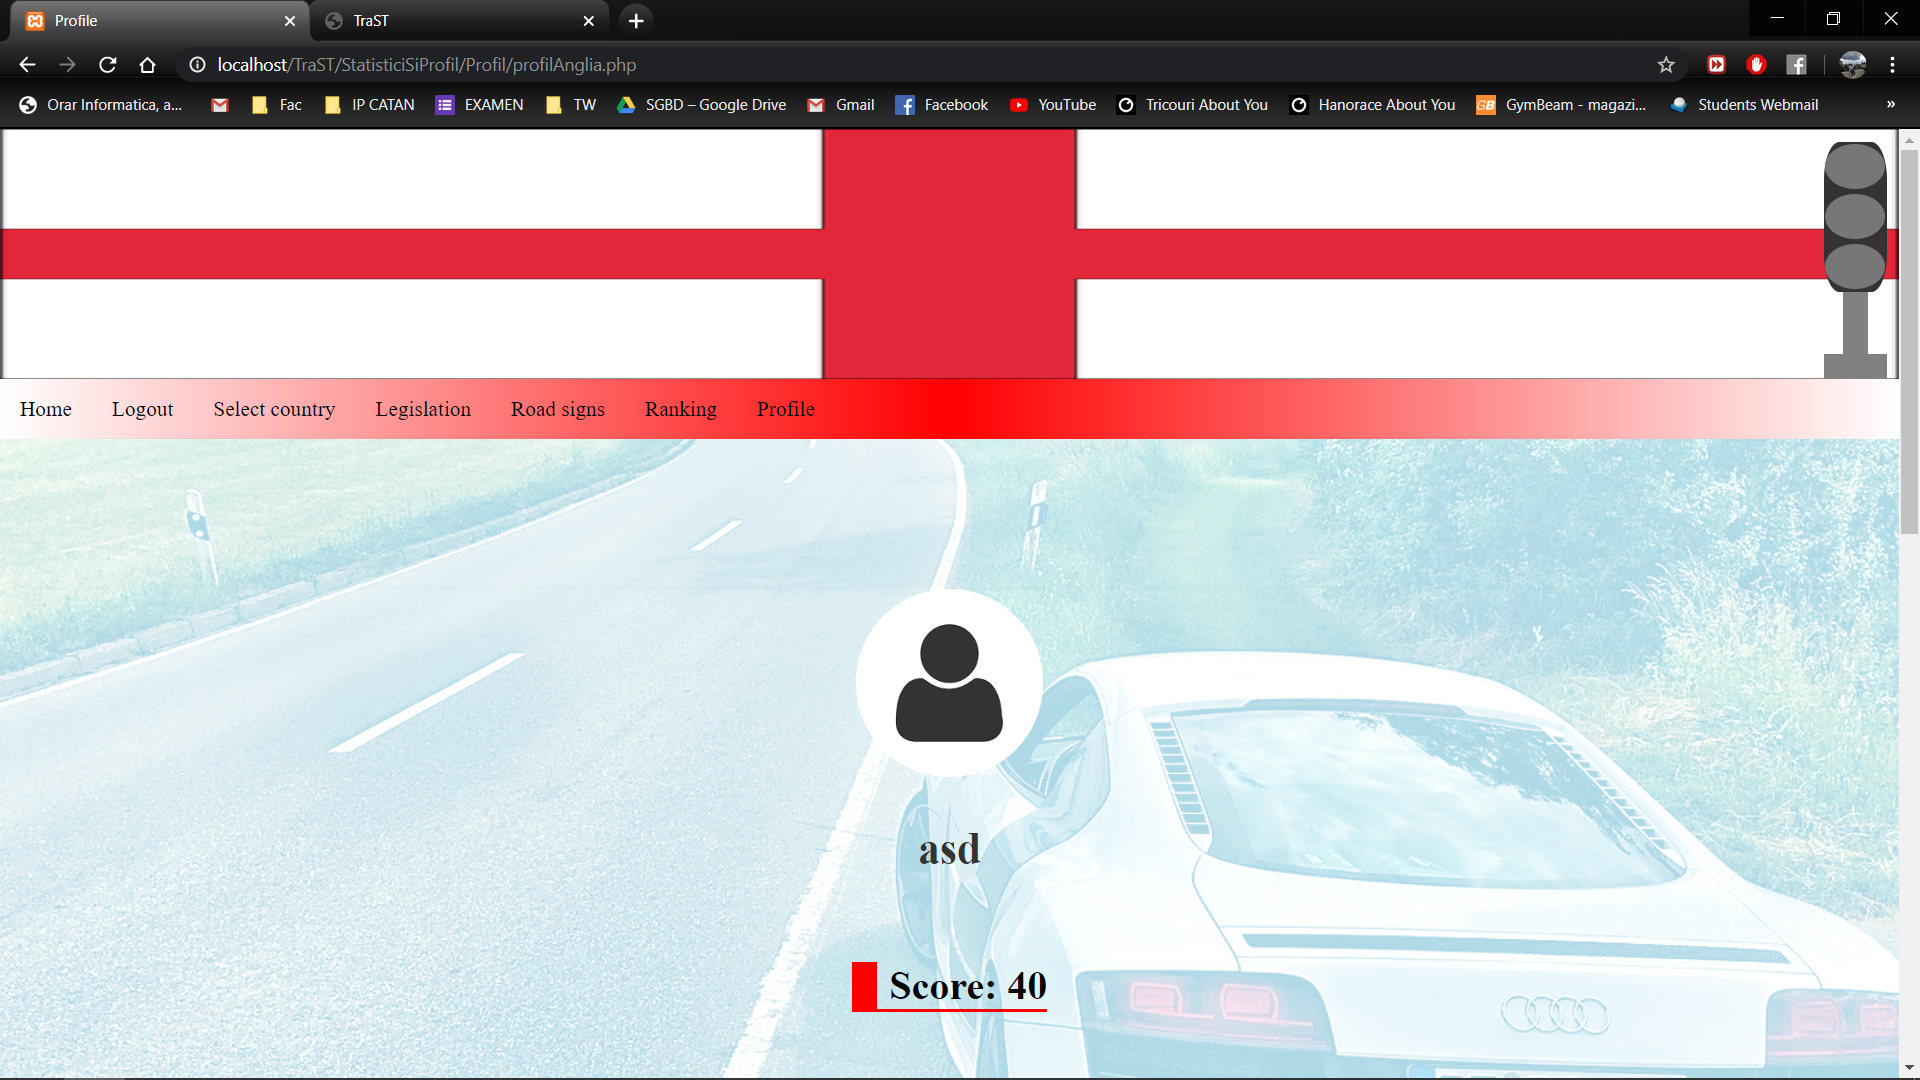 Profile
TraST
localhost/TraST/StatisticiSiProfil/Profil/profilAnglia.php
Orar Informatica, a...
Fac
IP CATAN
EXAMEN
TW
SGBD – Google Drive
Gmail
Facebook
YouTube
Tricouri About You
Hanorace About You
GB
GymBeam - magazi...
Students Webmail
»
Home
Logout
Select country
Legislation
Road signs
Ranking
Profile
asd
Score: 40